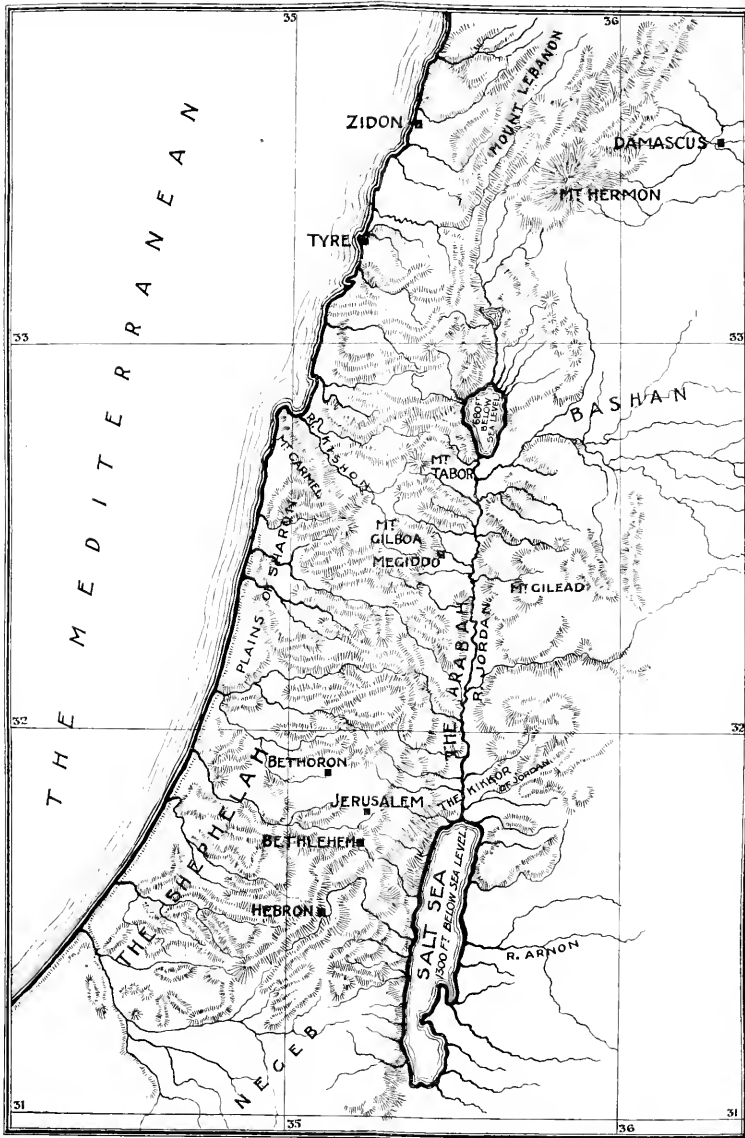 35
36
ZIDON
MOUNT LEBANON
DAMASCUS
MT HERMON
TYRE
THE MEDITERRANEAN
33
33
680 FT
BELOW
SEA LEVEL
BASHAN
R. KISHON
MT CARMEL
MT
TABOR
MT
GILBOA
MEGIDDO
PLAINS OF SHARON
MT GILEAD
THE ARABAH
R. JORDAN
32
32
BETHORON
THE KIKKOR
OF JORDAN
JERUSALEM
BETHLEHEM
THE SHEPHELAH
HEBRON
SALT SEA
1300 FT BELOW SEA LEVEL
R. ARNON
NEGEB
31
31
35
36